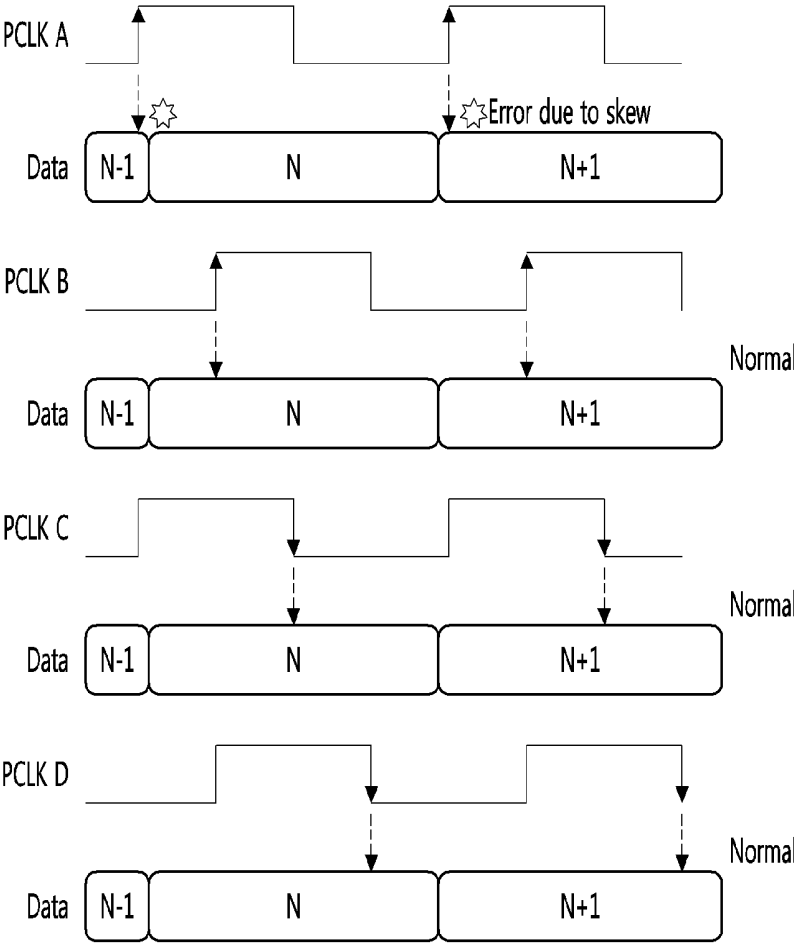 PCLK A
Error due to skew
Data N-1 N N+1
PCLK B
Normal
Data N-1 N N+1
PCLK C
Normal
Data N-1 N N+1
PCLK D
Normal
Data N-1 N N+1